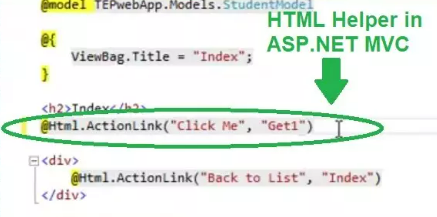 @model TEPwebApp.Models.StudentModel
HTML Helper in
ASP.NET MVC
@{
ViewBag.Title = "Index";
}
<h2>Index</h2>
@Html.ActionLink("Click Me", "Get1")
<div>
@Html.ActionLink("Back to List", "Index")
</div>